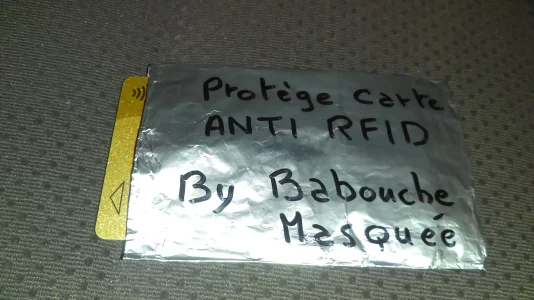 Protège carte
ANTI RFID
By Babouche
Masquée